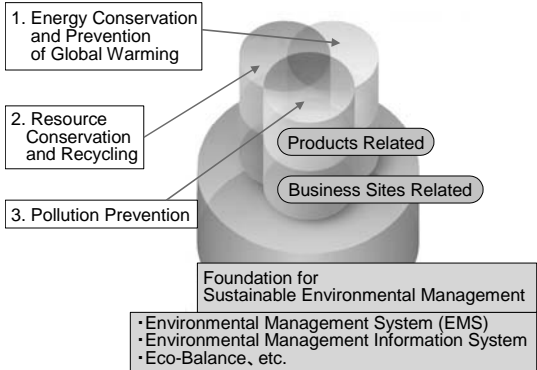 1. Energy Conservation
and Prevention
of Global Warming
2. Resource
Conservation
and Recycling
3. Pollution Prevention
Products Related
Business Sites Related
Foundation for
Sustainable Environmental Management
・Environmental Management System (EMS)
・Environmental Management Information System
・Eco-Balance、etc.